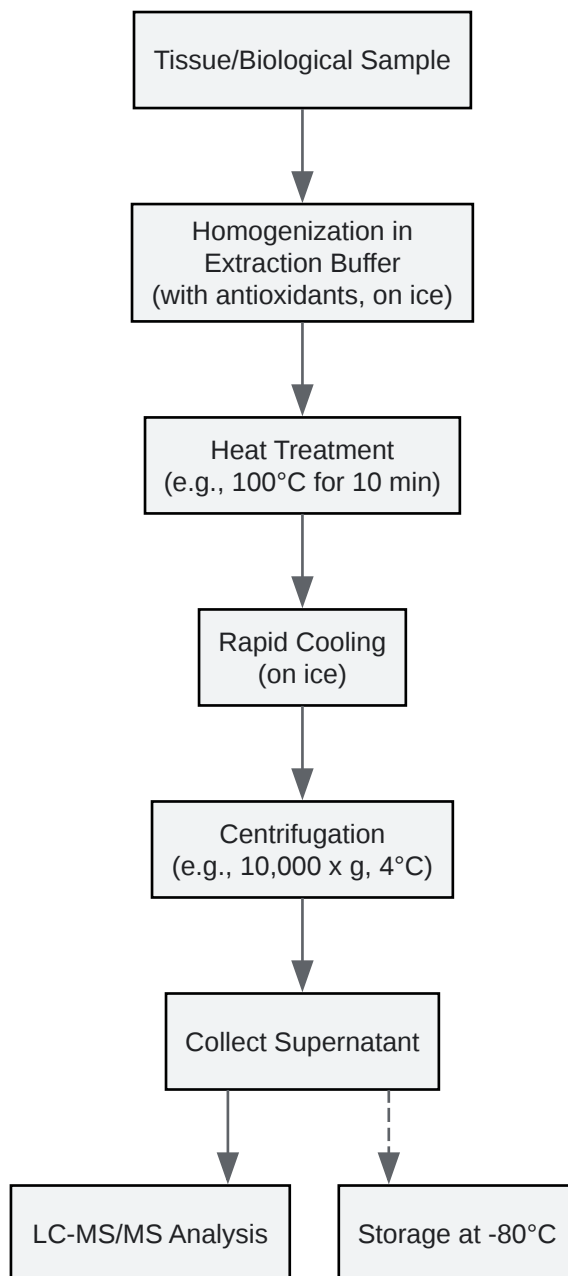 Tissue/Biological Sample
Homogenization in
Extraction Buffer
(with antioxidants, on ice)
Heat Treatment
(e.g., 100°C for 10 min)
Rapid Cooling
(on ice)
Centrifugation
(e.g., 10,000 x g, 4°C)
Collect Supernatant
LC-MS/MS Analysis
Storage at -80°C